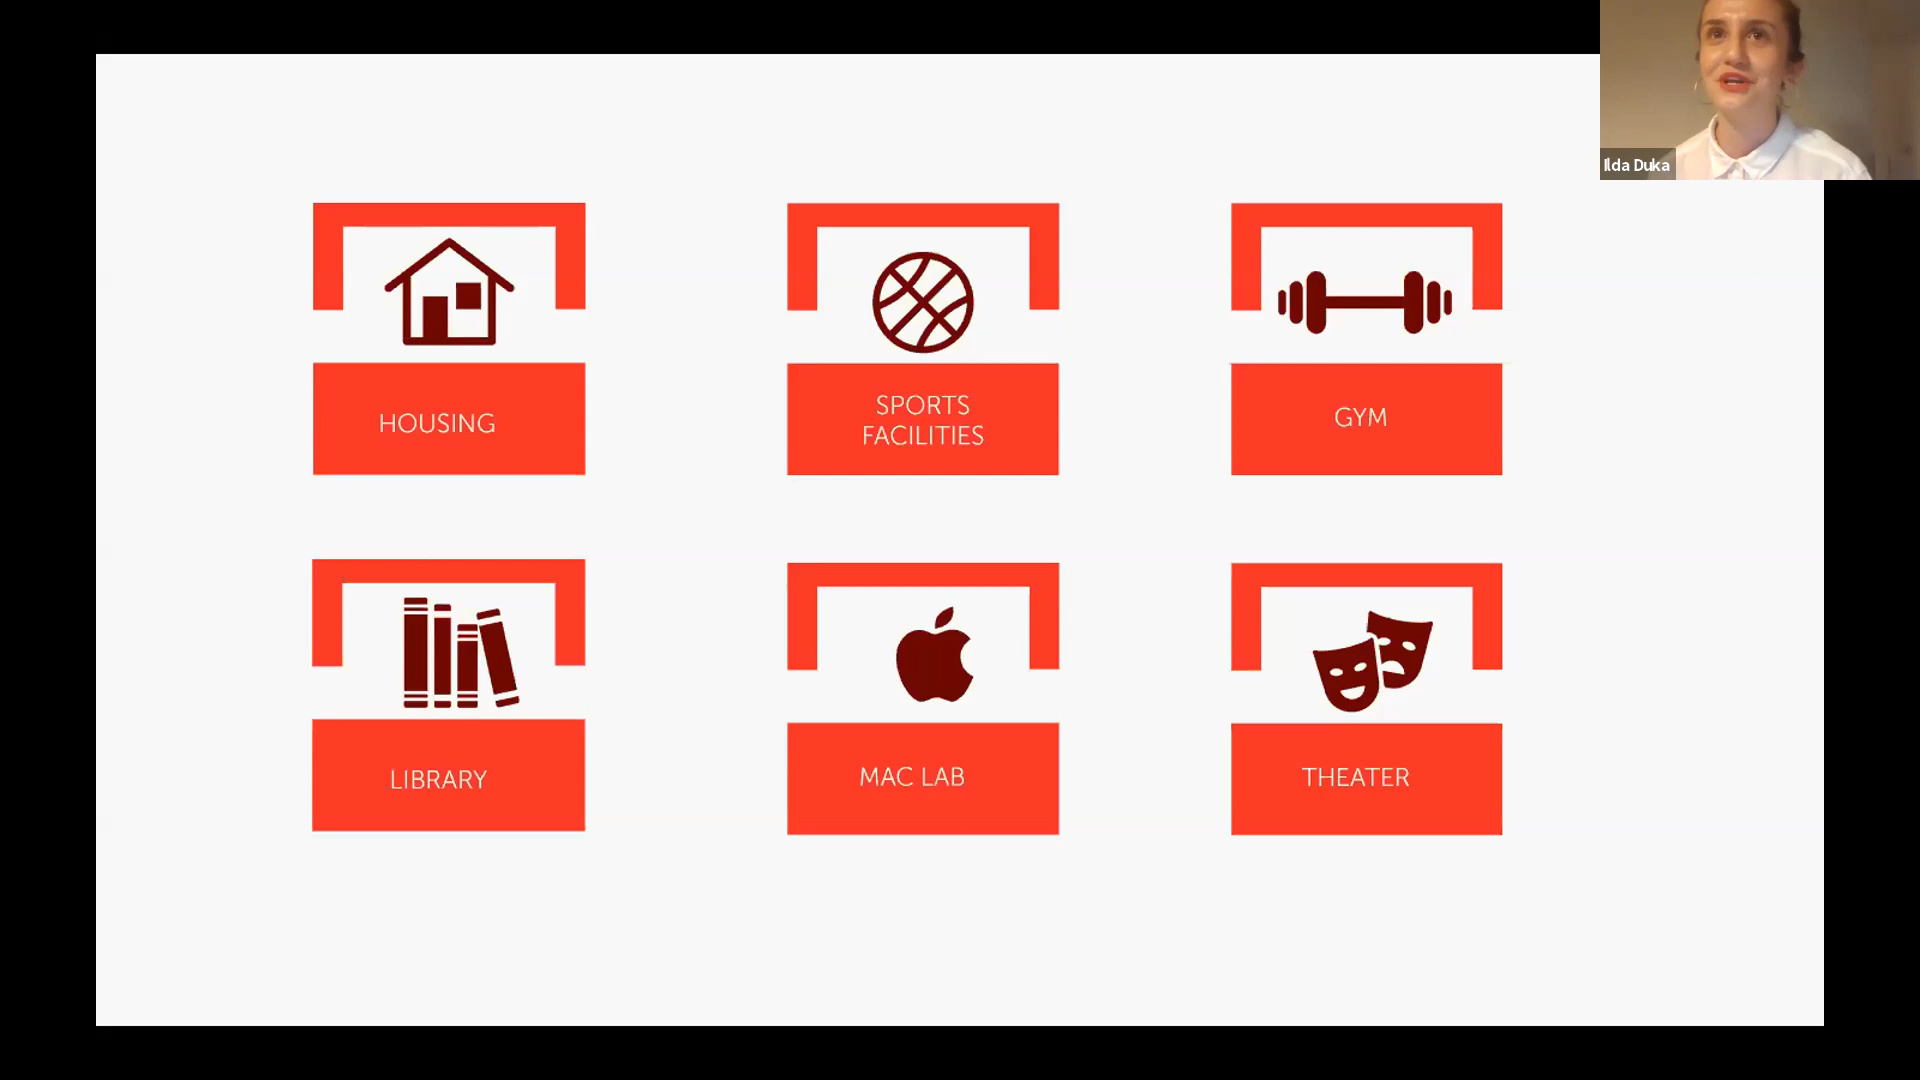 Ilda Duka
HOUSING
SPORTS
FACILITIES
GYM
LIBRARY
MAC LAB
THEATER